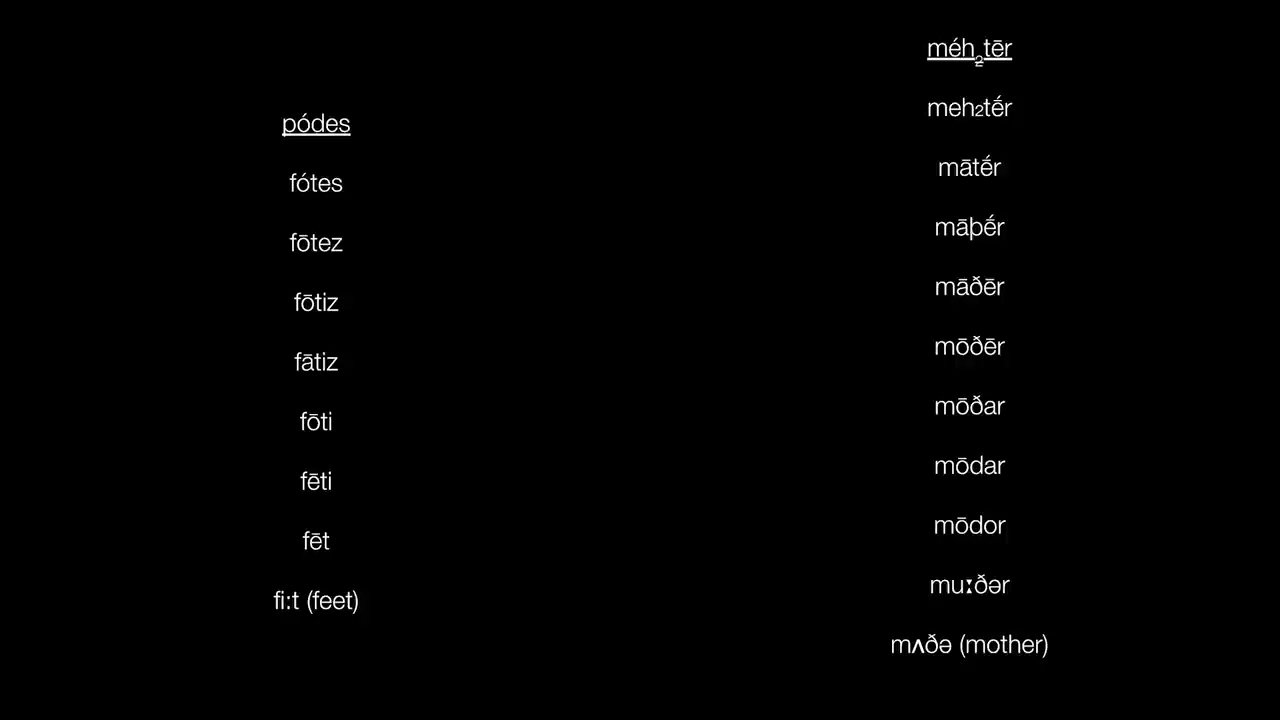 pódes
fótes
fōtez
fōtiz
fātiz
fōti
fēti
fēt
fi:t (feet)
méh₂tēr
meh₂tḗr
mātḗr
māþḗr
māðēr
mōðēr
mōðar
mōdar
mōdor
muːðər
mʌðə (mother)